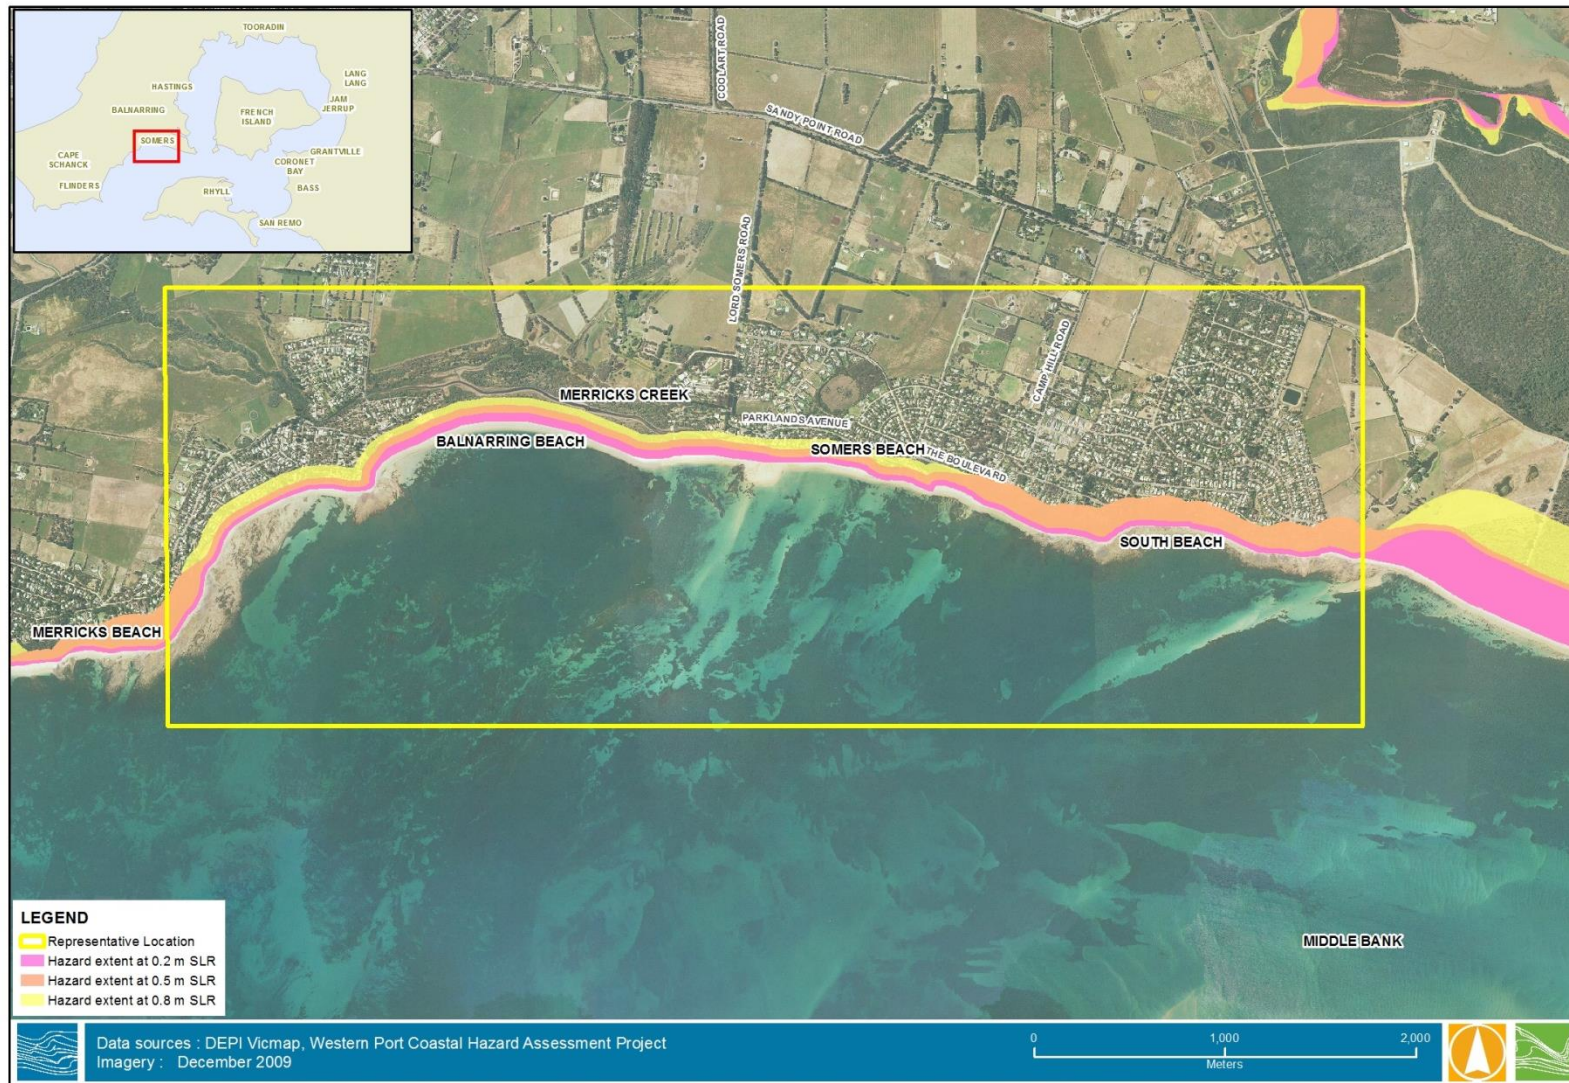 TOORADIN
LANG
LANG
HASTINGS
JAM
JERRUP
BALNARRING
FRENCH
ISLAND
SOMERS
GRANTVILLE
CAPE
SCHANCK
CORONET
BAY
FLINDERS
RHYLL
BASS
SAN REMO
COOLART ROAD
SANDY POINT ROAD
LORD SOMERS ROAD
CAMP HILL ROAD
MERRICKS CREEK
PARKLANDS AVENUE
BALNARRING BEACH
SOMERS BEACH
THE BOULEVARD
SOUTH BEACH
MERRICKS BEACH
MIDDLE BANK
LEGEND
Representative Location
Hazard extent at 0.2 m SLR
Hazard extent at 0.5 m SLR
Hazard extent at 0.8 m SLR
Data sources : DEPI Vicmap, Western Port Coastal Hazard Assessment Project
Imagery : December 2009
0 1,000 2,000
Meters